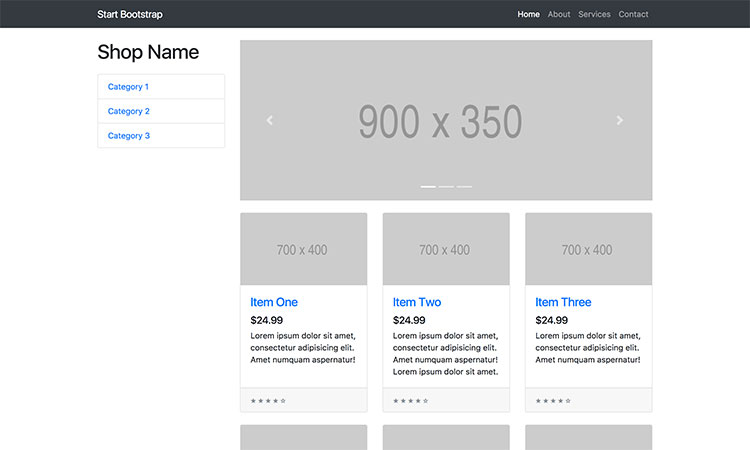 Start Bootstrap
Home About Services Contact
Shop Name
Category 1
Category 2
Category 3
900 x 350
700 x 400
Item One
$24.99
Lorem ipsum dolor sit amet,
consectetur adipisicing elit.
Amet numquam aspernatur!
★ ★ ★ ★ ☆
700 x 400
Item Two
$24.99
Lorem ipsum dolor sit amet,
consectetur adipisicing elit.
Amet numquam aspernatur!
Lorem ipsum dolor sit amet.
★ ★ ★ ★ ☆
700 x 400
Item Three
$24.99
Lorem ipsum dolor sit amet,
consectetur adipisicing elit.
Amet numquam aspernatur!
★ ★ ★ ★ ☆